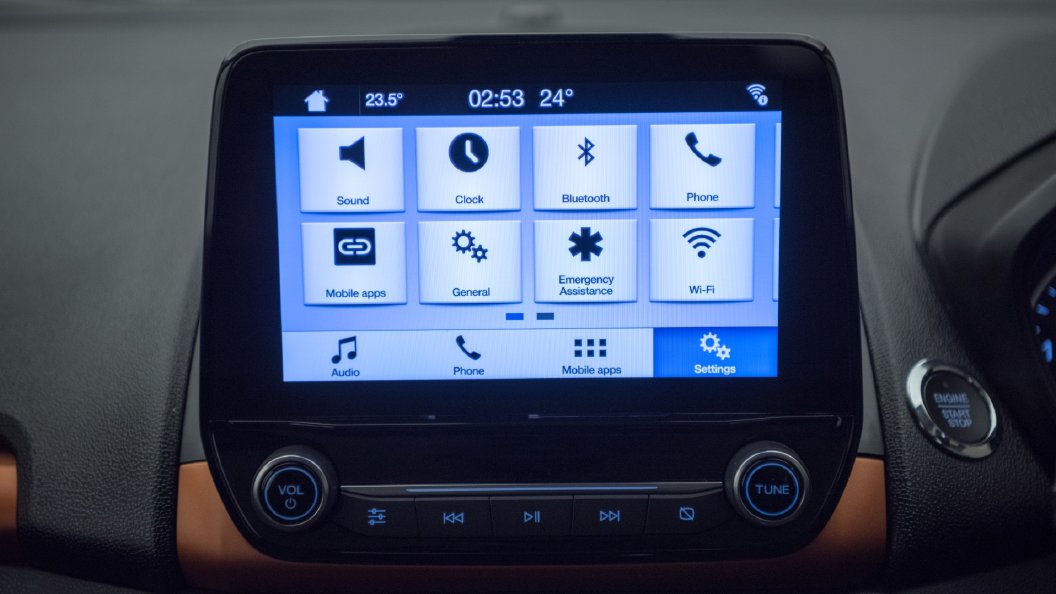 23.5° 02:53 24°
Sound Clock Bluetooth Phone
Mobile apps General Emergency Assistance Wi-Fi
Audio Phone Mobile apps Settings
ENGINE
START
STOP
VOL TUNE